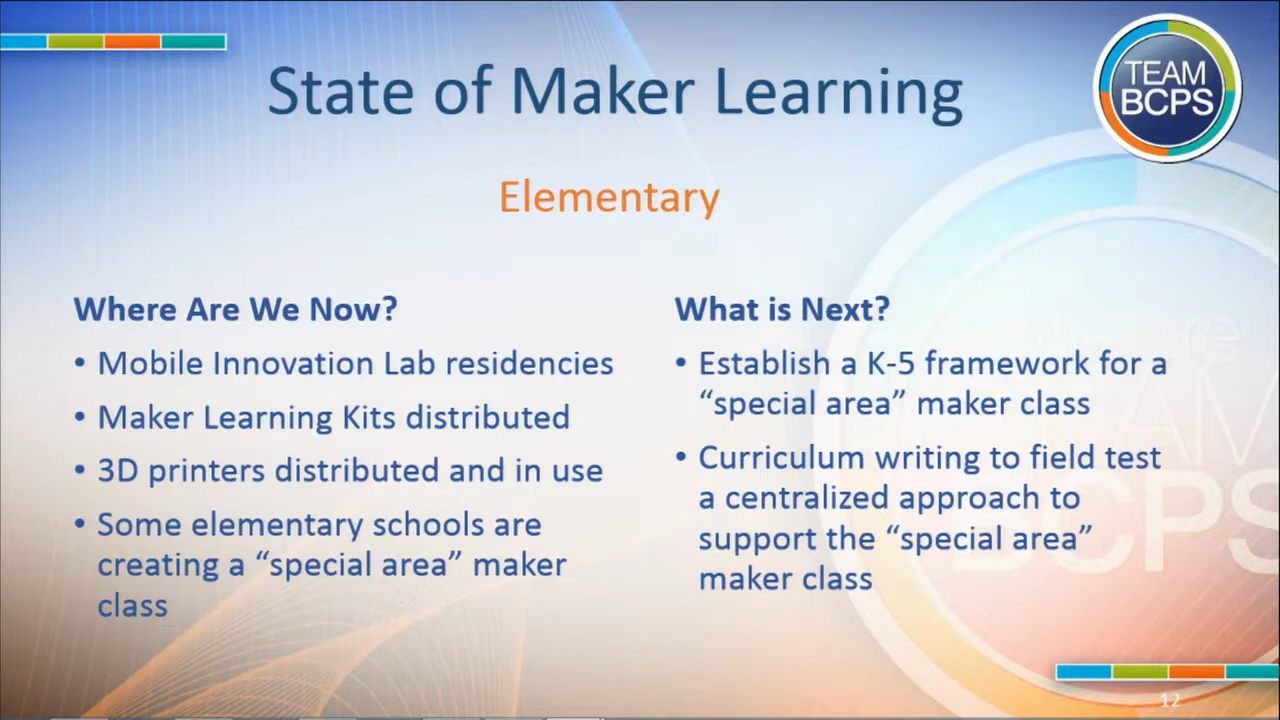 State of Maker Learning
TEAM
BCPS
Elementary
Where Are We Now?
• Mobile Innovation Lab residencies
• Maker Learning Kits distributed
• 3D printers distributed and in use
• Some elementary schools are
creating a “special area” maker
class
What is Next?
• Establish a K-5 framework for a
“special area” maker class
• Curriculum writing to field test
a centralized approach to
support the “special area”
maker class
TEAM
BCPS
12